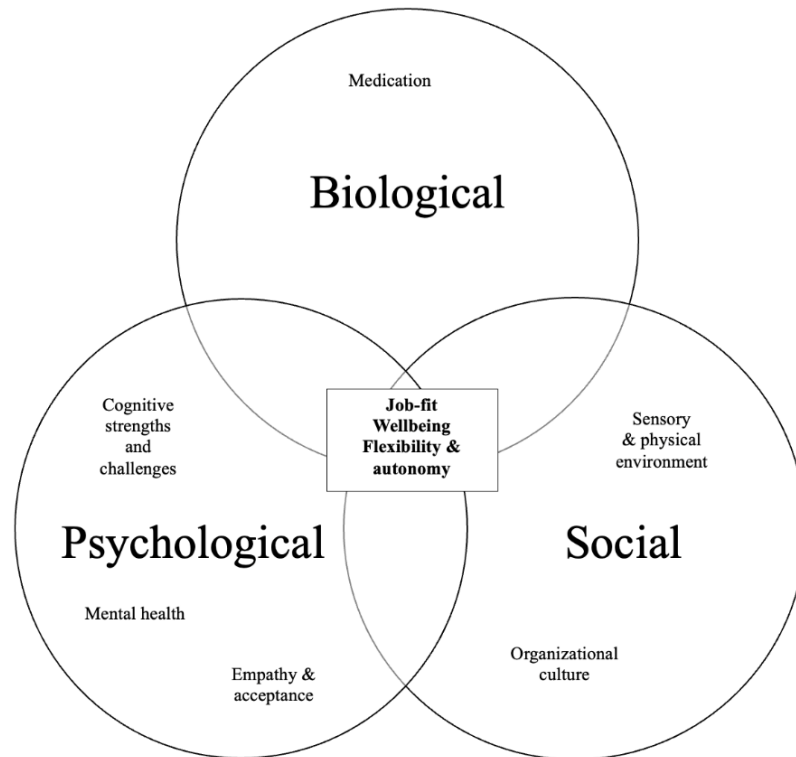 Medication
Biological
Job-fit
Wellbeing
Flexibility &
autonomy
Cognitive
strengths
and
challenges
Sensory
& physical
environment
Psychological
Social
Mental health
Empathy &
acceptance
Organizational
culture